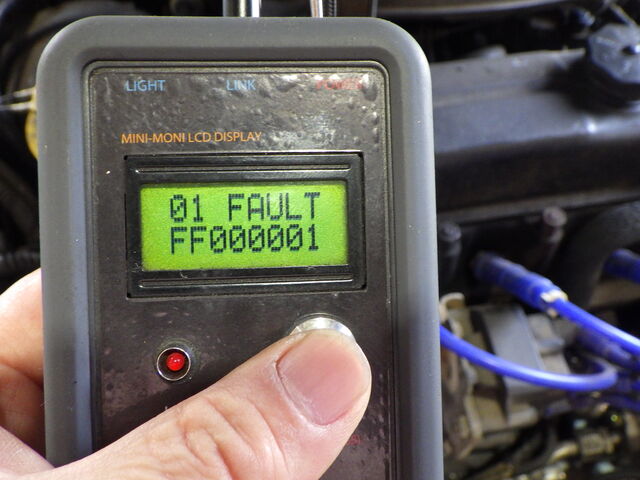 LIGHT LINK
MINI-MONI LCD DISPLAY
01 FAULT
FF000001